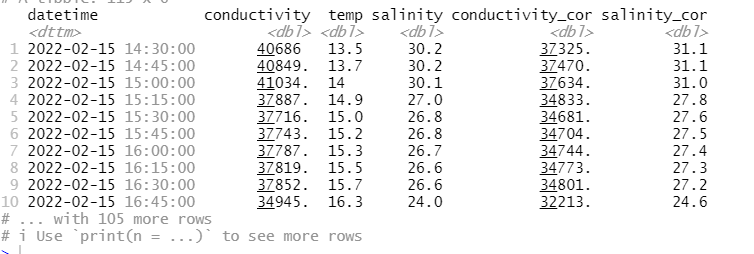 datetime conductivity temp salinity conductivity_cor salinity_cor
<dttm> <dbl> <dbl> <dbl> <dbl> <dbl>
1 2022-02-15 14:30:00 40686 13.5 30.2 37325. 31.1
2 2022-02-15 14:45:00 40849. 13.7 30.2 37470. 31.1
3 2022-02-15 15:00:00 41034. 14 30.1 37634. 31.0
4 2022-02-15 15:15:00 37887. 14.9 27.0 34833. 27.8
5 2022-02-15 15:30:00 37716. 15.0 26.8 34681. 27.6
6 2022-02-15 15:45:00 37743. 15.2 26.8 34704. 27.5
7 2022-02-15 16:00:00 37787. 15.3 26.7 34744. 27.4
8 2022-02-15 16:15:00 37819. 15.5 26.6 34773. 27.3
9 2022-02-15 16:30:00 37852. 15.7 26.6 34801. 27.2
10 2022-02-15 16:45:00 34945. 16.3 24.0 32213. 24.6
# ... with 105 more rows
# i Use `print(n = ...)` to see more rows
>